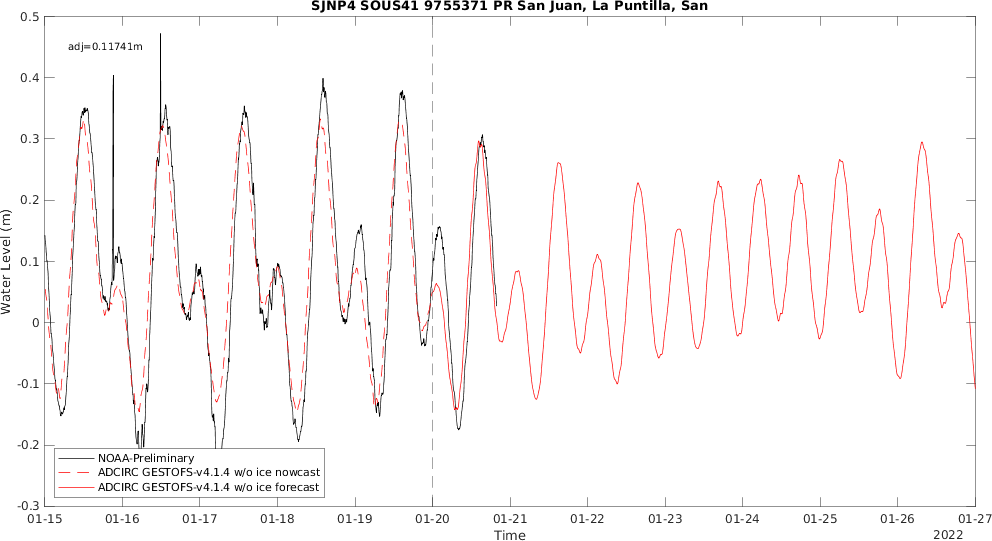 SJNP4 SOUS41 9755371 PR San Juan, La Puntilla, San
adj=0.11741m
Water Level (m)
0.5
0.4
0.3
0.2
0.1
0
-0.1
-0.2
-0.3
NOAA-Preliminary
ADCIRC GESTOFS-v4.1.4 w/o ice nowcast
ADCIRC GESTOFS-v4.1.4 w/o ice forecast
01-15 01-16 01-17 01-18 01-19 01-20 01-21 01-22 01-23 01-24 01-25 01-26 01-27
Time
2022